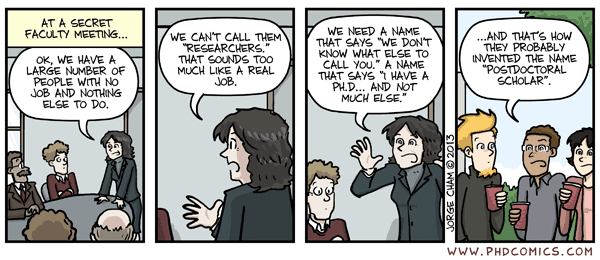 AT A SECRET
FACULTY MEETING...
OK, WE HAVE A
LARGE NUMBER OF
PEOPLE WITH NO
JOB AND NOTHING
ELSE TO DO.
WE CAN'T CALL THEM
"RESEARCHERS."
THAT SOUNDS TOO
MUCH LIKE A REAL
JOB.
WE NEED A NAME
THAT SAYS "WE DON'T
KNOW WHAT ELSE TO
CALL YOU." A NAME
THAT SAYS "I HAVE A
PH.D... AND NOT
MUCH ELSE."
...AND THAT'S HOW
THEY PROBABLY
INVENTED THE NAME
"POSTDOCTORAL
SCHOLAR".
JORGE CHAM © 2013
WWW.PHDCOMICS.COM